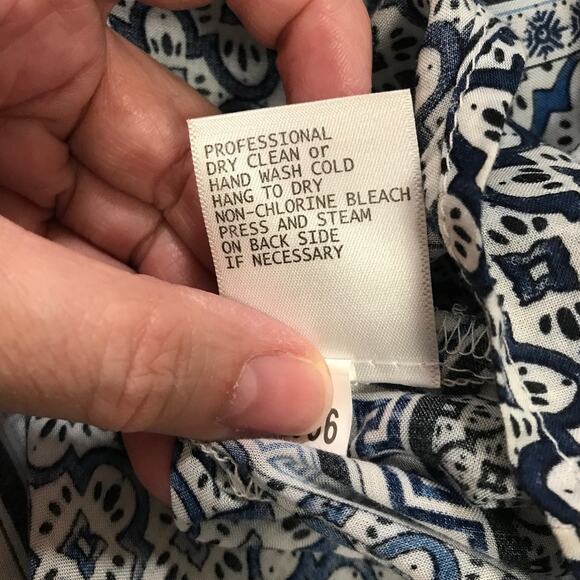 PROFESSIONAL
DRY CLEAN or
HAND WASH COLD
HANG TO DRY
NON-CHLORINE BLEACH
PRESS AND STEAM
ON BACK SIDE
IF NECESSARY